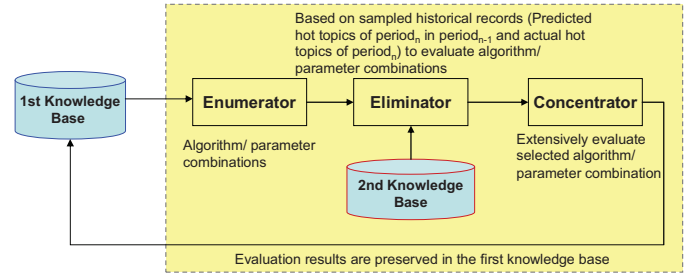 Based on sampled historical records (Predicted
hot topics of periodn in periodn-1 and actual hot
topics of periodn) to evaluate algorithm/
parameter combinations
1st Knowledge
Base
Enumerator
Eliminator
Concentrator
Algorithm/ parameter
combinations
Extensively evaluate
selected algorithm/
parameter combination
2nd Knowledge
Base
Evaluation results are preserved in the first knowledge base